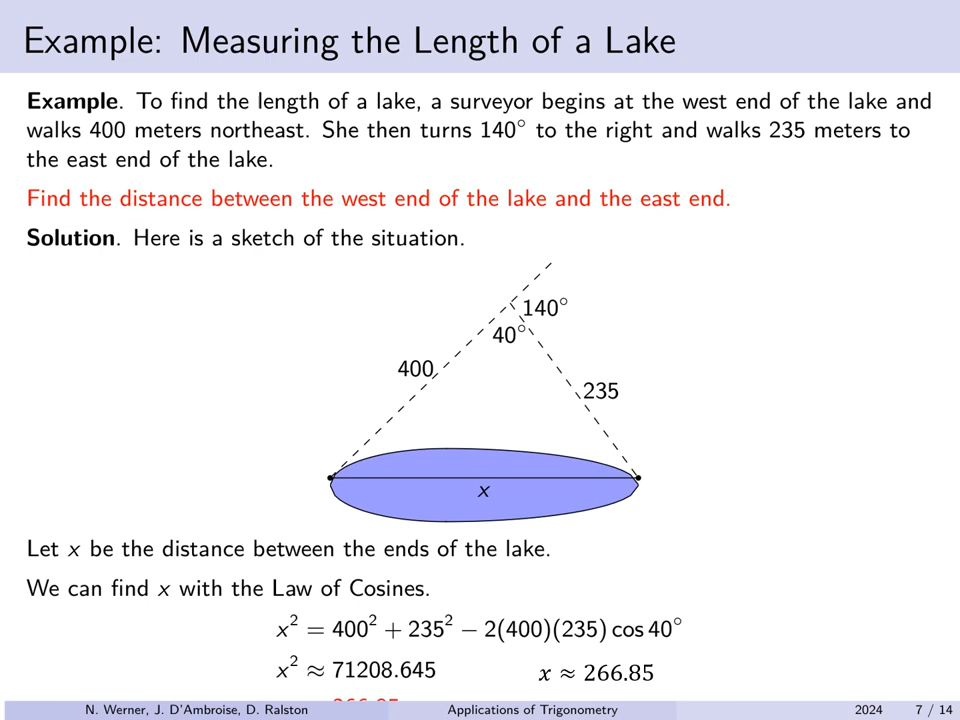 Example: Measuring the Length of a Lake
Example. To find the length of a lake, a surveyor begins at the west end of the lake and
walks 400 meters northeast. She then turns 140° to the right and walks 235 meters to
the east end of the lake.
Find the distance between the west end of the lake and the east end.
Solution. Here is a sketch of the situation.
140°
40°
400
235
x
Let x be the distance between the ends of the lake.
We can find x with the Law of Cosines.
x² = 400² + 235² − 2(400)(235) cos 40°
x² ≈ 71208.645
x ≈ 266.85
N. Werner, J. D'Ambroise, D. Ralston
Applications of Trigonometry
2024
7 / 14